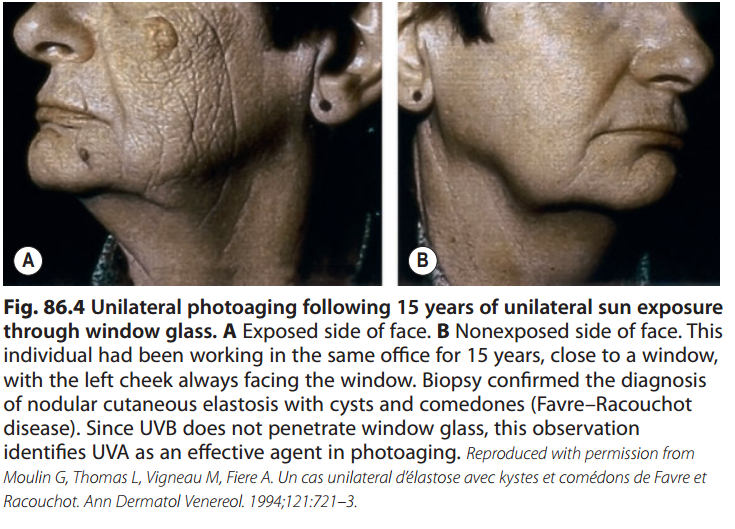 A
B
Fig. 86.4 Unilateral photoaging following 15 years of unilateral sun exposure
through window glass. A Exposed side of face. B Nonexposed side of face. This
individual had been working in the same office for 15 years, close to a window,
with the left cheek always facing the window. Biopsy confirmed the diagnosis
of nodular cutaneous elastosis with cysts and comedones (Favre–Racouchot
disease). Since UVB does not penetrate window glass, this observation
identifies UVA as an effective agent in photoaging. Reproduced with permission from
Moulin G, Thomas L, Vigneau M, Fiere A. Un cas unilateral d'élastose avec kystes et comédons de Favre et
Racouchot. Ann Dermatol Venereol. 1994;121:721–3.